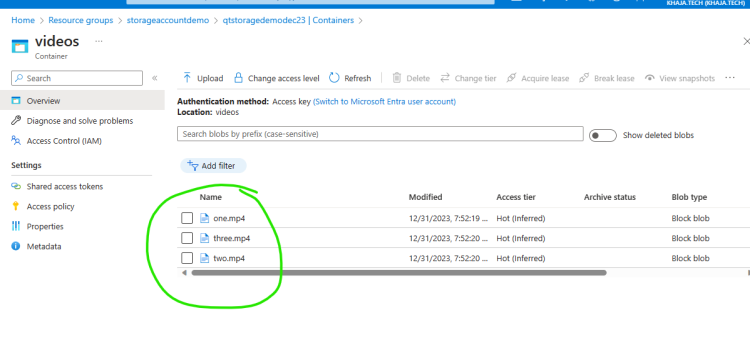 KHAJA.TECH (KHAJA.TECH)
Home > Resource groups > storageaccountdemo > qtstoragedemodec23 | Containers >
videos ...
Container
Search «
Upload Change access level Refresh Delete Change tier Acquire lease Break lease View snapshots ...
Overview
Diagnose and solve problems
Access Control (IAM)
Settings
Shared access tokens
Access policy
Properties
Metadata
Authentication method: Access key (Switch to Microsoft Entra user account)
Location: videos
Search blobs by prefix (case-sensitive) Show deleted blobs
Add filter
Name Modified Access tier Archive status Blob type
one.mp4 12/31/2023, 7:52:19 ... Hot (Inferred) Block blob
three.mp4 12/31/2023, 7:52:20 ... Hot (Inferred) Block blob
two.mp4 12/31/2023, 7:52:20 ... Hot (Inferred) Block blob